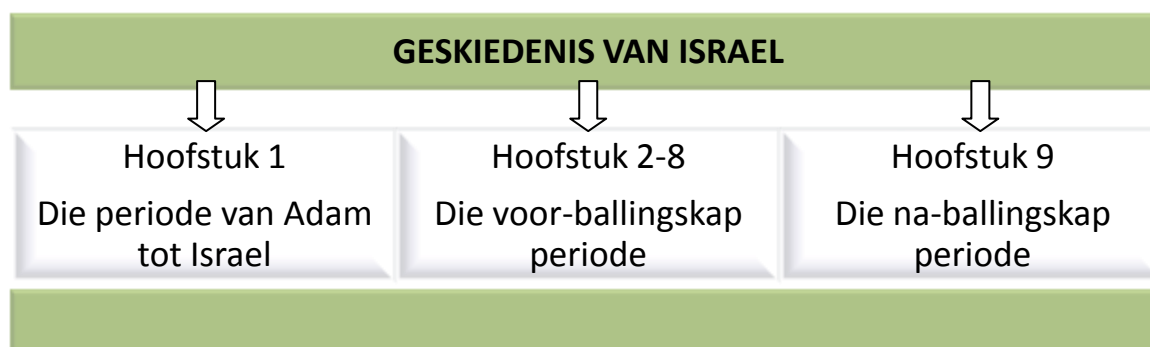 GESKIEDENIS VAN ISRAEL
Hoofstuk 1
Die periode van Adam
tot Israel
Hoofstuk 2-8
Die voor-ballingskap
periode
Hoofstuk 9
Die na-ballingskap
periode